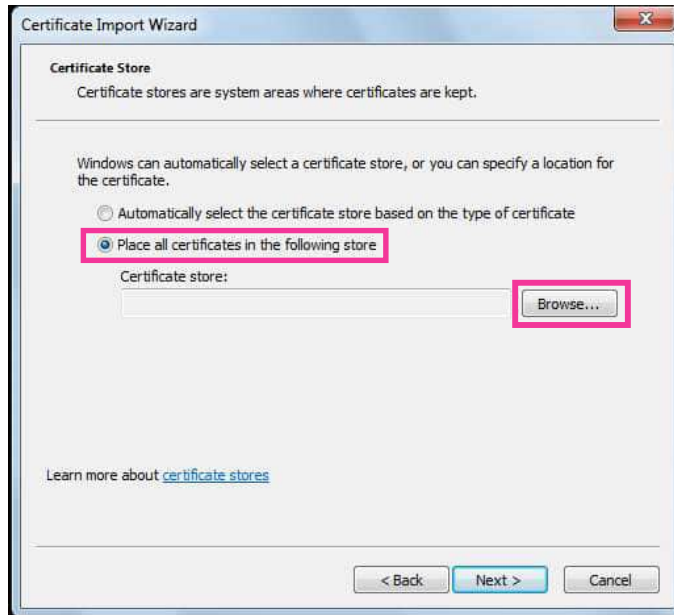 Certificate Import Wizard
Certificate Store
Certificate stores are system areas where certificates are kept.
Windows can automatically select a certificate store, or you can specify a location for
the certificate.
Automatically select the certificate store based on the type of certificate
Place all certificates in the following store
Certificate store:
Browse...
Learn more about certificate stores
< Back Next > Cancel